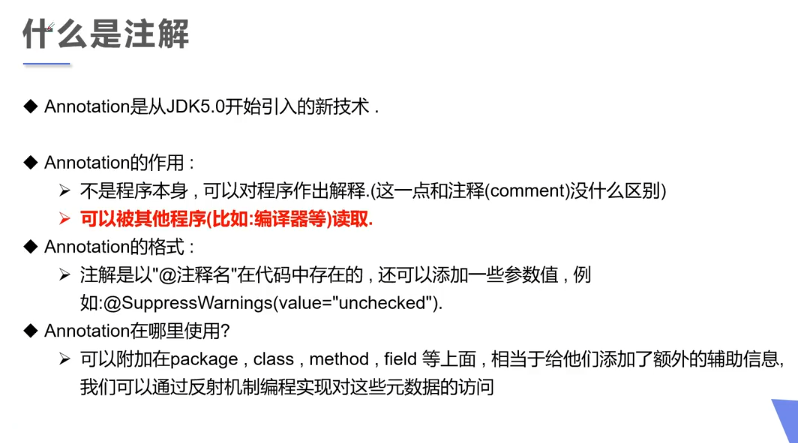 什么是注解
◆ Annotation是从JDK5.0开始引入的新技术 .
◆ Annotation的作用 :
➢ 不是程序本身 , 可以对程序作出解释.(这一点和注释(comment)没什么区别)
➢ 可以被其他程序(比如:编译器等)读取.
◆ Annotation的格式 :
➢ 注解是以"@注释名"在代码中存在的 , 还可以添加一些参数值 , 例
如:@SuppressWarnings(value="unchecked").
◆ Annotation在哪里使用?
➢ 可以附加在package , class , method , field 等上面 , 相当于给他们添加了额外的辅助信息,
我们可以通过反射机制编程实现对这些元数据的访问